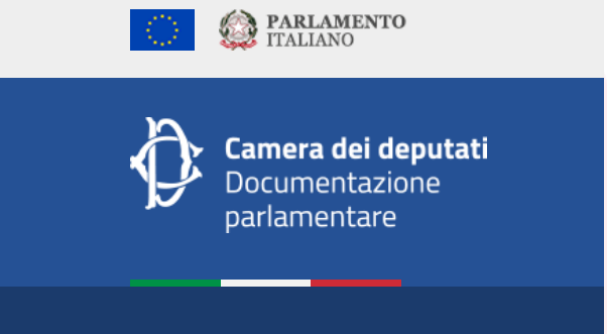 PARLAMENTO
ITALIANO
Camera dei deputati
Documentazione
parlamentare